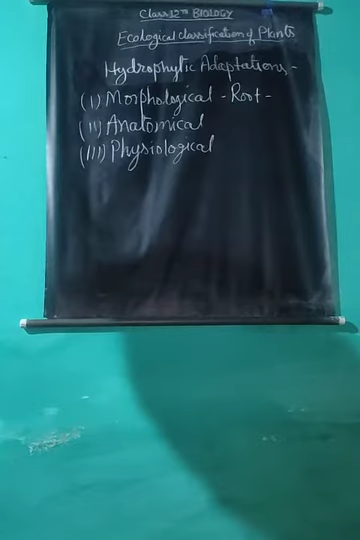 Class 12th BIOLOGY
Ecological classification of Plants
Hydrophytic Adaptations -
(I) Morphological - Root -
(II) Anatomical
(III) Physiological